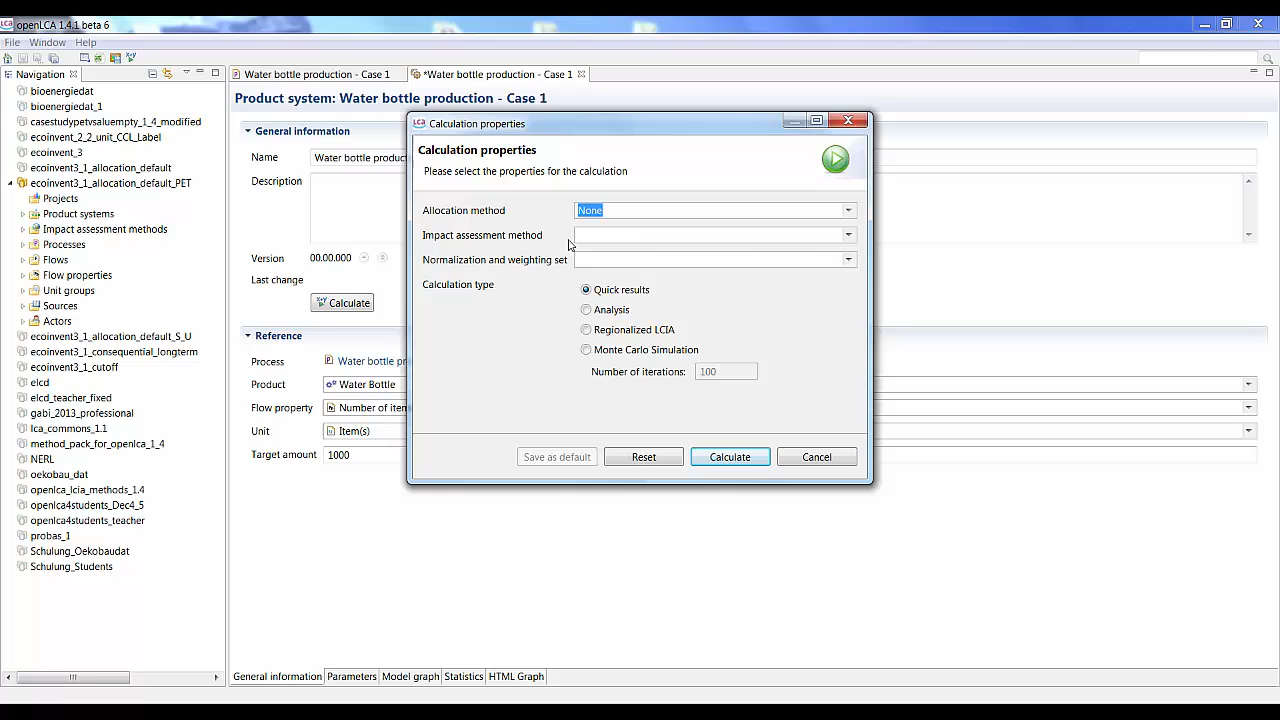 LCA openLCA 1.4.1 beta 6
File Window Help
Navigation
bioenergiedat
bioenergiedat_1
casestudypetvsaluempty_1_4_modified
ecoinvent_2_2_unit_CCL_Label
ecoinvent_3
ecoinvent3_1_allocation_default
ecoinvent3_1_allocation_default_PET
Projects
Product systems
Impact assessment methods
Processes
Flows
Flow properties
Unit groups
Sources
Actors
ecoinvent3_1_allocation_default_S_U
ecoinvent3_1_consequential_longterm
ecoinvent3_1_cutoff
elcd
elcd_teacher_fixed
gabi_2013_professional
lca_commons_1.1
method_pack_for_openlca_1_4
NERL
oekobau_dat
openlca_lcia_methods_1.4
openlca4students_Dec4_5
openlca4students_teacher
probas_1
Schulung_Oekobaudat
Schulung_Students
Water bottle production - Case 1
*Water bottle production - Case 1
Product system: Water bottle production - Case 1
General information
Name Water bottle produc
Description
Version 00.00.000
Last change
Calculate
Reference
Process Water bottle pr
Product Water Bottle
Flow property Number of iten
Unit Item(s)
Target amount 1000
General information Parameters Model graph Statistics HTML Graph
LCA Calculation properties
Calculation properties
Please select the properties for the calculation
Allocation method None
Impact assessment method
Normalization and weighting set
Calculation type
Quick results
Analysis
Regionalized LCIA
Monte Carlo Simulation
Number of iterations: 100
Save as default Reset Calculate Cancel